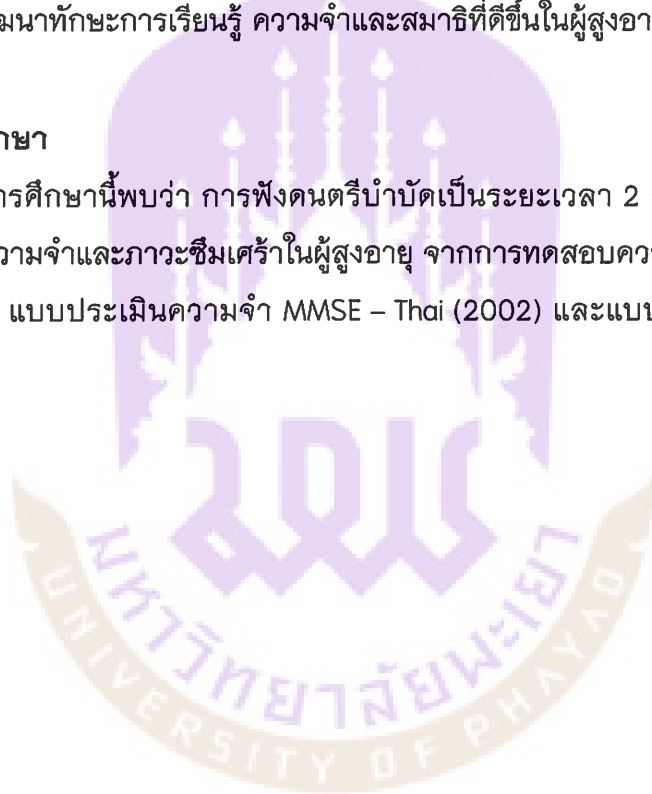 ฒนาทักษะการเรียนรู้ ความจำและสมาธิที่ดีขึ้นในผู้สูงอา
กษา
ารศึกษานี้พบว่า การฟังดนตรีบำบัดเป็นระยะเวลา 2
วามจำและภาวะซึมเศร้าในผู้สูงอายุ จากการทดสอบคว
แบบประเมินความจำ MMSE – Thai (2002) และแบบ
มพย
มหาวิทยาลัยพะเยา
UNIVERSITY OF PHAYAO